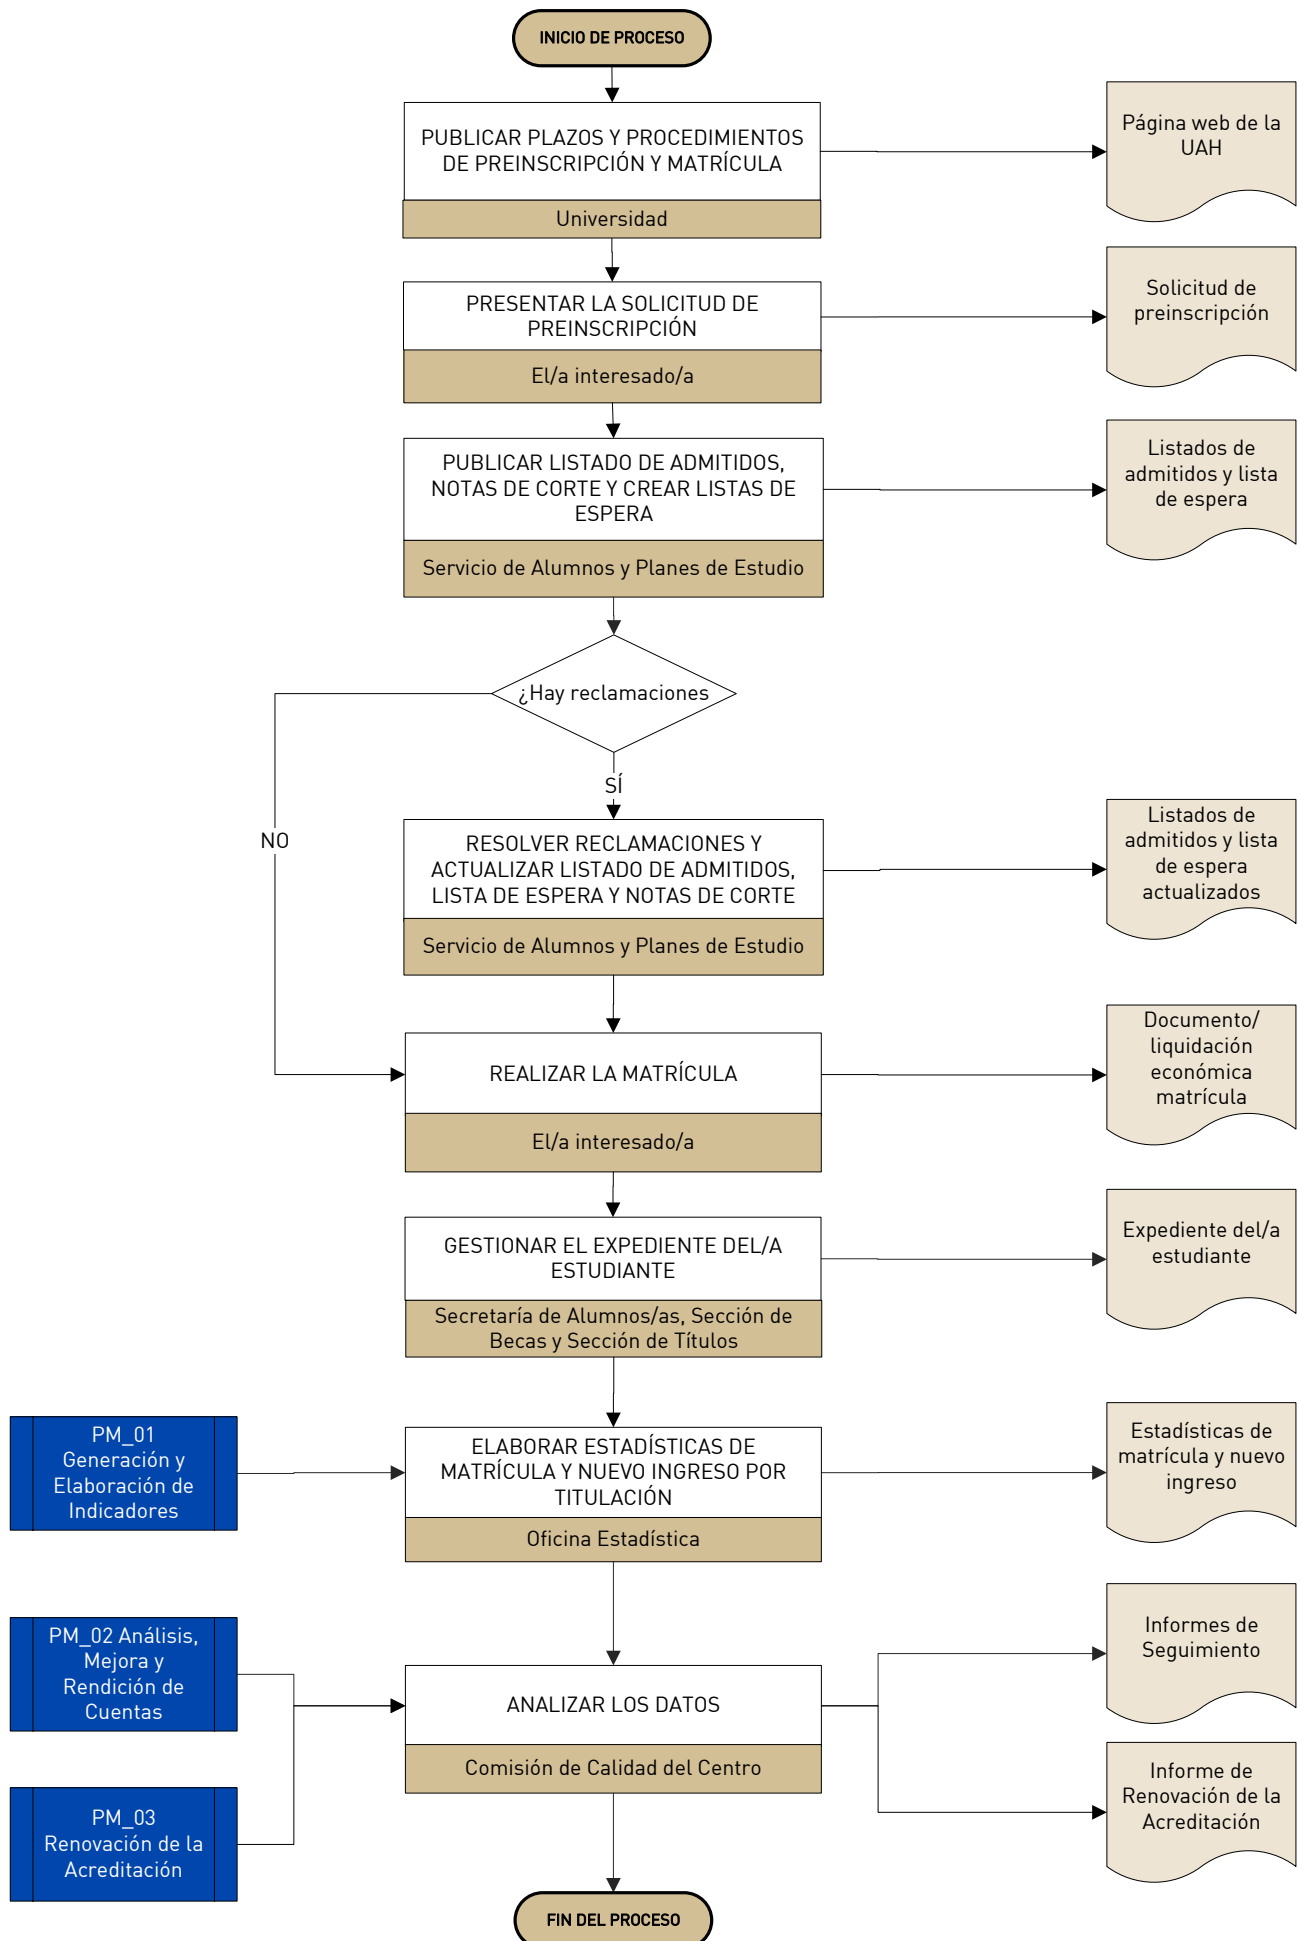 INICIO DE PROCESO
PUBLICAR PLAZOS Y PROCEDIMIENTOS
DE PREINSCRIPCIÓN Y MATRÍCULA
Universidad
Página web de la
UAH
PRESENTAR LA SOLICITUD DE
PREINSCRIPCIÓN
El/a interesado/a
Solicitud de
preinscripción
PUBLICAR LISTADO DE ADMITIDOS,
NOTAS DE CORTE Y CREAR LISTAS DE
ESPERA
Servicio de Alumnos y Planes de Estudio
Listados de
admitidos y lista
de espera
¿Hay reclamaciones
SÍ
NO
RESOLVER RECLAMACIONES Y
ACTUALIZAR LISTADO DE ADMITIDOS,
LISTA DE ESPERA Y NOTAS DE CORTE
Servicio de Alumnos y Planes de Estudio
Listados de
admitidos y lista
de espera
actualizados
REALIZAR LA MATRÍCULA
El/a interesado/a
Documento/
liquidación
económica
matrícula
GESTIONAR EL EXPEDIENTE DEL/A
ESTUDIANTE
Secretaría de Alumnos/as, Sección de
Becas y Sección de Títulos
Expediente del/a
estudiante
PM_01
Generación y
Elaboración de
Indicadores
ELABORAR ESTADÍSTICAS DE
MATRÍCULA Y NUEVO INGRESO POR
TITULACIÓN
Oficina Estadística
Estadísticas de
matrícula y nuevo
ingreso
PM_02 Análisis,
Mejora y
Rendición de
Cuentas
ANALIZAR LOS DATOS
Comisión de Calidad del Centro
Informes de
Seguimiento
PM_03
Renovación de la
Acreditación
Informe de
Renovación de la
Acreditación
FIN DEL PROCESO